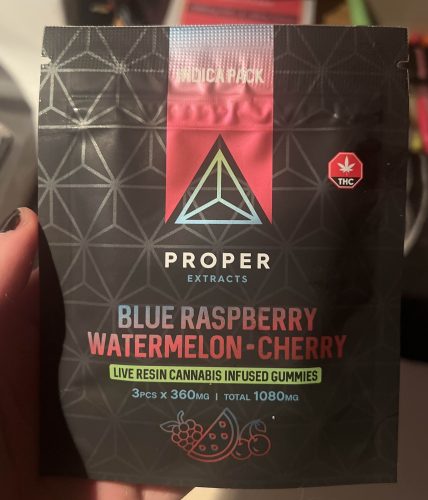 INDICA PACK
THC
PROPER
EXTRACTS
BLUE RASPBERRY
WATERMELON - CHERRY
LIVE RESIN CANNABIS INFUSED GUMMIES
3PCS X 360MG | TOTAL 1080MG